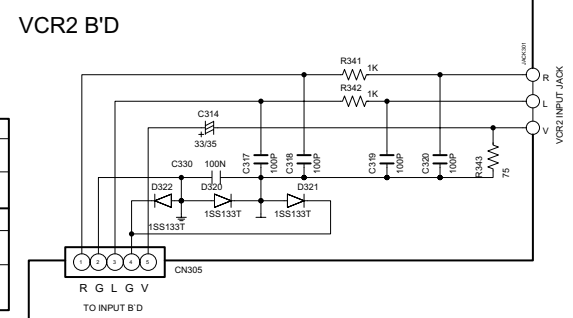 VCR2 B'D
R341
1K
JACK301
R
R342
1K
L
VCR2 INPUT JACK
C314
V
+
33/35
C330
100N
C317
100P
C318
100P
C319
100P
C320
100P
R343
75
D322
D320
D321
1SS133T
1SS133T
1SS133T
1 2 3 4 5
CN305
R G L G V
TO INPUT B`D